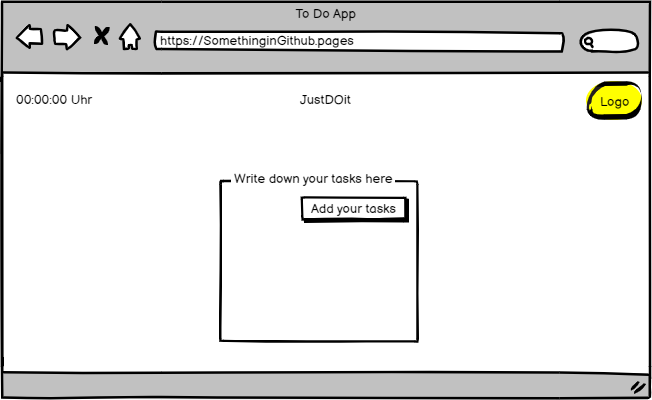 To Do App
https://SomethinginGithub.pages
00:00:00 Uhr
JustDOit
Logo
Write down your tasks here
Add your tasks